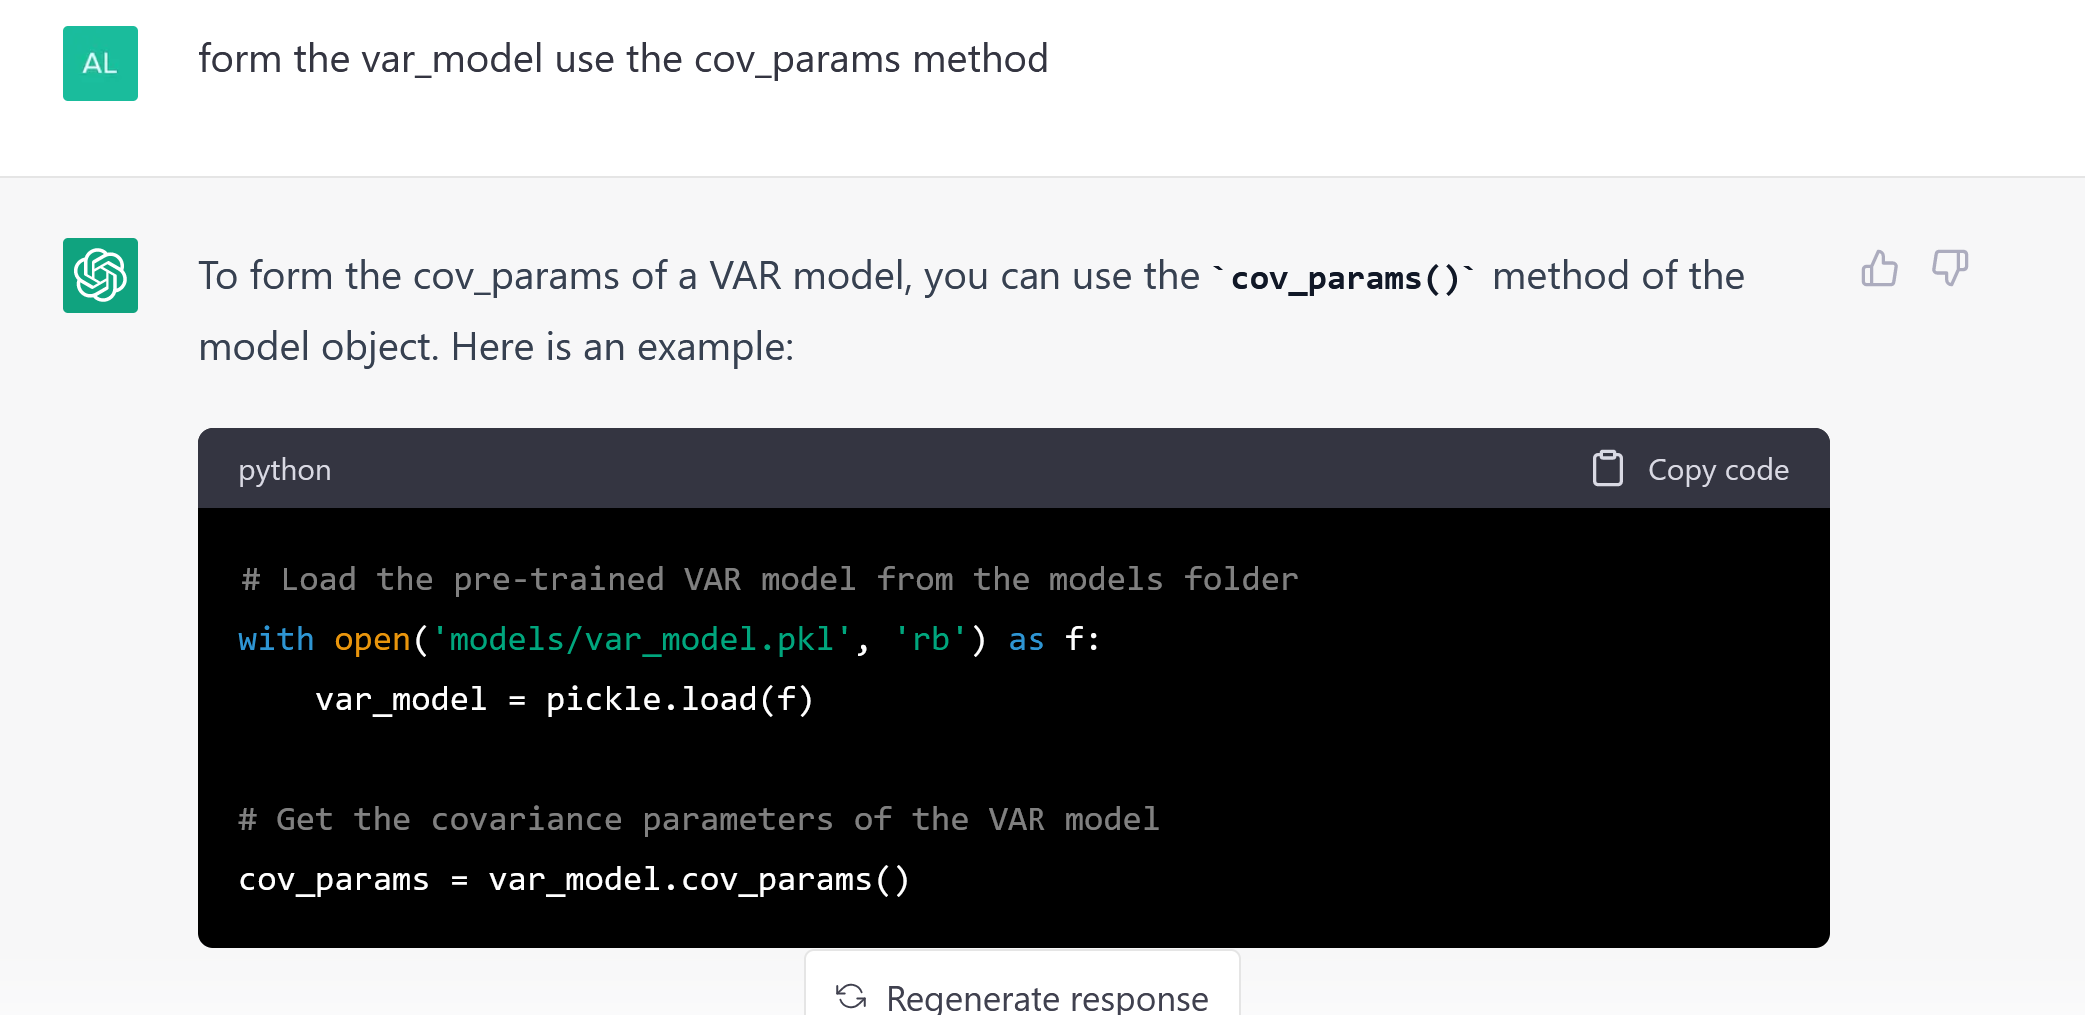 AL
form the var_model use the cov_params method
To form the cov_params of a VAR model, you can use the `cov_params()` method of the
model object. Here is an example:
python
Copy code
# Load the pre-trained VAR model from the models folder
with open('models/var_model.pkl', 'rb') as f:
    var_model = pickle.load(f)
# Get the covariance parameters of the VAR model
cov_params = var_model.cov_params()
Regenerate response